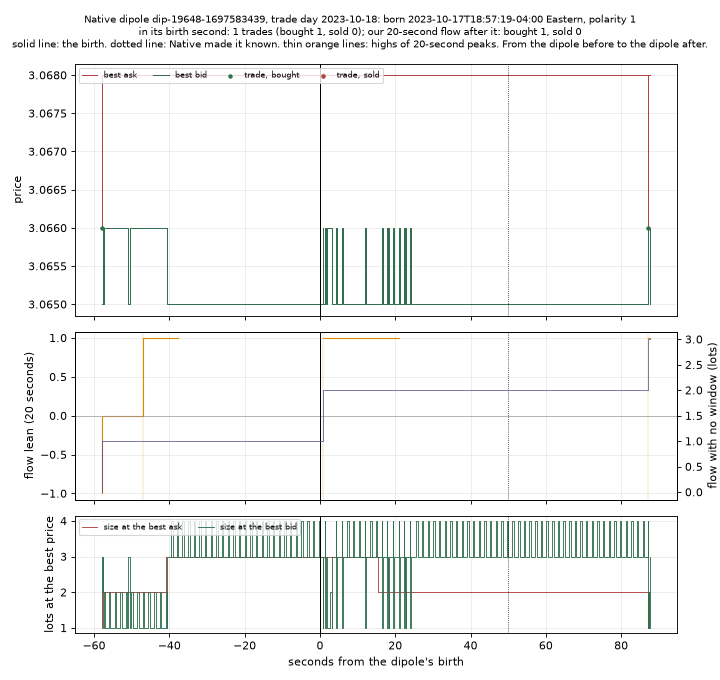 Native dipole dip-19648-1697583439, trade day 2023-10-18: born 2023-10-17T18:57:19-04:00 Eastern, polarity 1
in its birth second: 1 trades (bought 1, sold 0); our 20-second flow after it: bought 1, sold 0
solid line: the birth. dotted line: Native made it known. thin orange lines: highs of 20-second peaks. From the dipole before to the dipole after.
best ask best bid trade, bought trade, sold
3.0680
3.0675
3.0670
3.0665
3.0660
3.0655
3.0650
price
1.0
0.5
0.0
−0.5
−1.0
flow lean (20 seconds)
3.0
2.5
2.0
1.5
1.0
0.5
0.0
flow with no window (lots)
size at the best ask size at the best bid
4
3
2
1
lots at the best price
−60 −40 −20 0 20 40 60 80
seconds from the dipole's birth